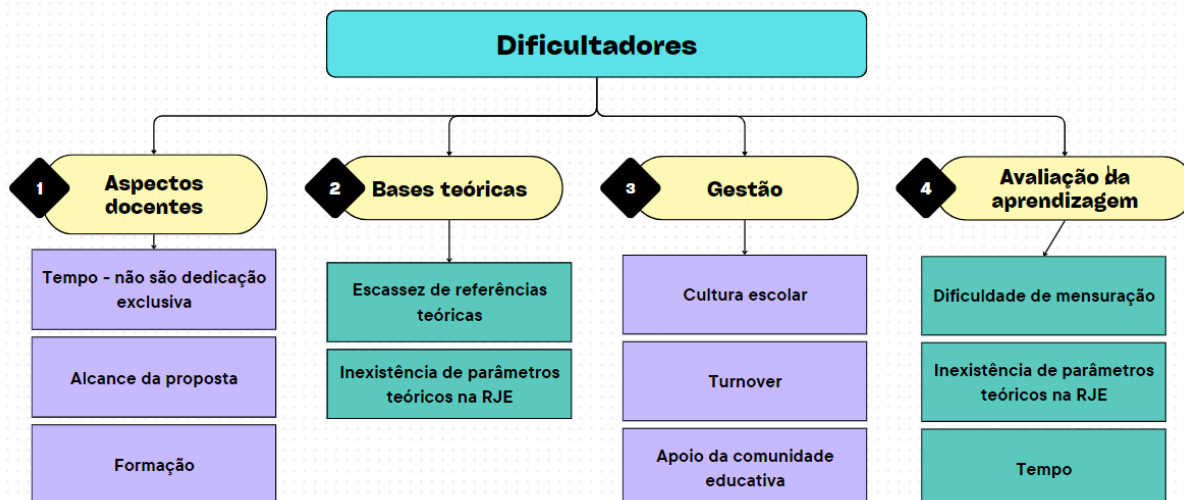 Dificultadores
1
Aspectos
docentes
Tempo - não são dedicação
exclusiva
Alcance da proposta
Formação
2
Bases teóricas
Escassez de referências
teóricas
Inexistência de parâmetros
teóricos na RJE
3
Gestão
Cultura escolar
Turnover
Apoio da comunidade
educativa
4
Avaliação da
aprendizagem
Dificuldade de mensuração
Inexistência de parâmetros
teóricos na RJE
Tempo